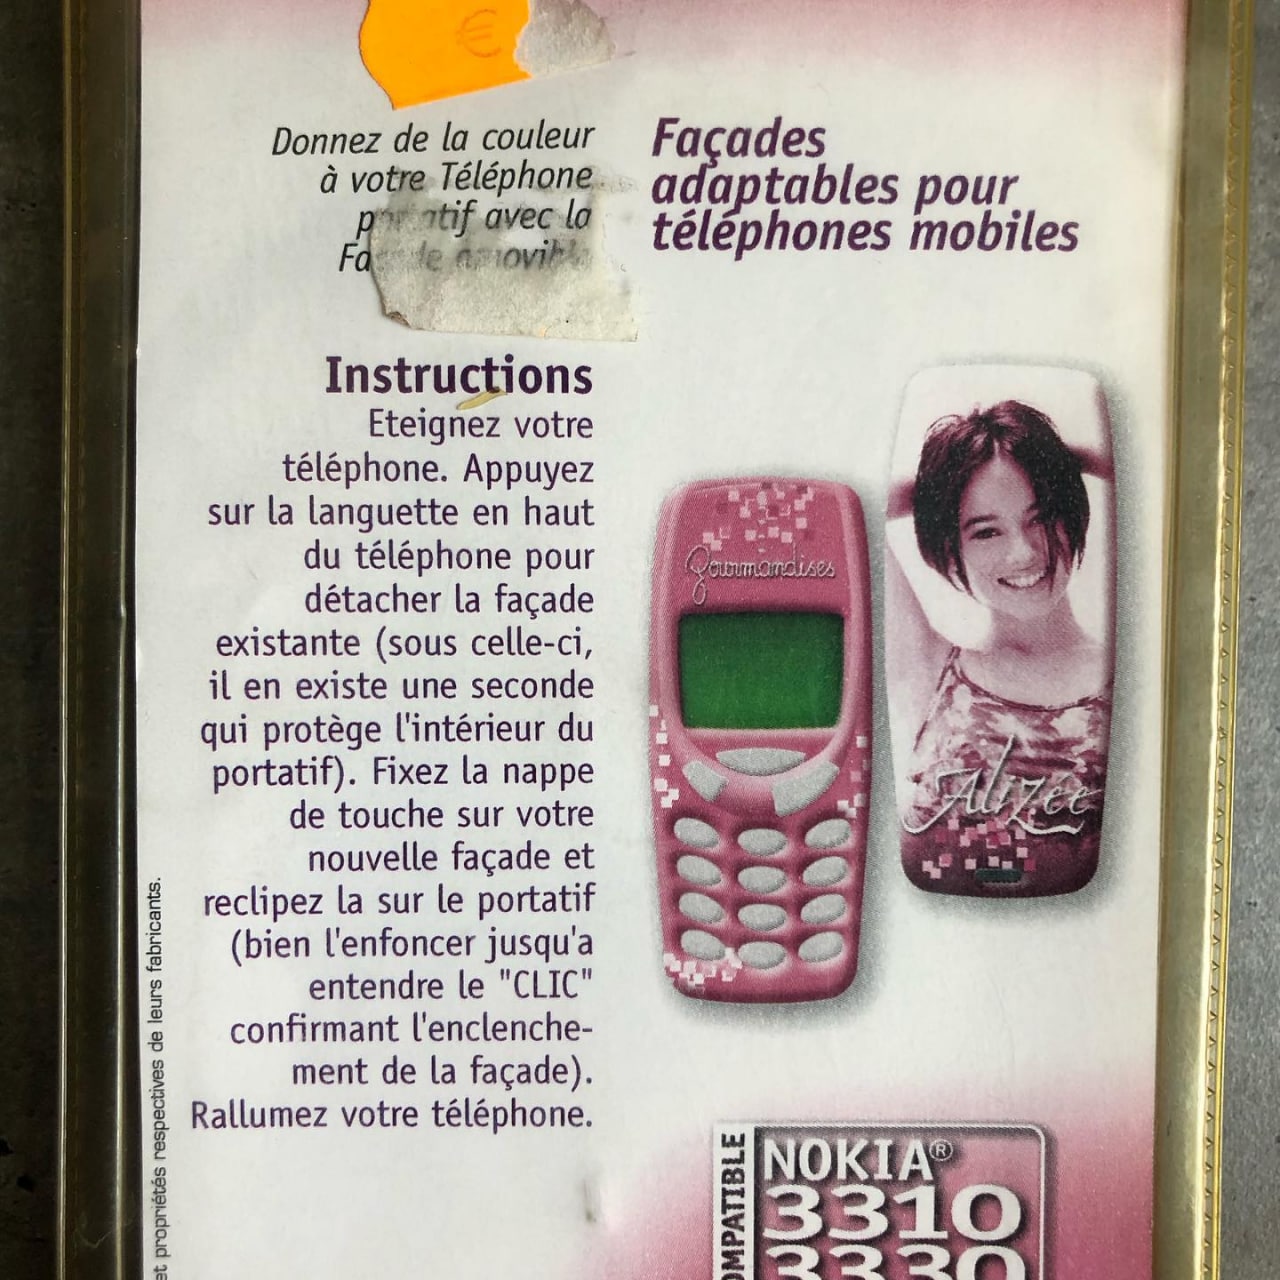 €
Donnez de la couleur
à votre Téléphone
portatif avec la
Façade amovible
Façades
adaptables pour
téléphones mobiles
Instructions
Eteignez votre
téléphone. Appuyez
sur la languette en haut
du téléphone pour
détacher la façade
existante (sous celle-ci,
il en existe une seconde
qui protège l'intérieur du
portatif). Fixez la nappe
de touche sur votre
nouvelle façade et
reclipez la sur le portatif
(bien l'enfoncer jusqu'a
entendre le "CLIC"
confirmant l'enclenche-
ment de la façade).
Rallumez votre téléphone.
Gourmandises
Alizée
NOKIA®
3310
3330
et propriétés respectives de leurs fabricants.